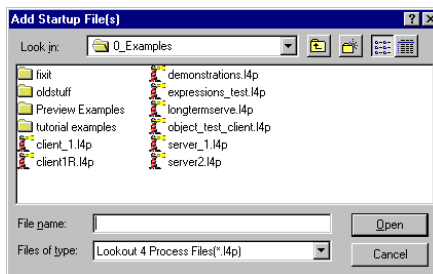 Add Startup File(s)
Look in: 0_Examples
fixit
oldstuff
Preview Examples
tutorial examples
client_1.l4p
client1R.l4p
demonstrations.l4p
expressions_test.l4p
longtermserve.l4p
object_test_client.l4p
server_1.l4p
server2.l4p
File name:
Open
Files of type: Lookout 4 Process Files(*.l4p)
Cancel